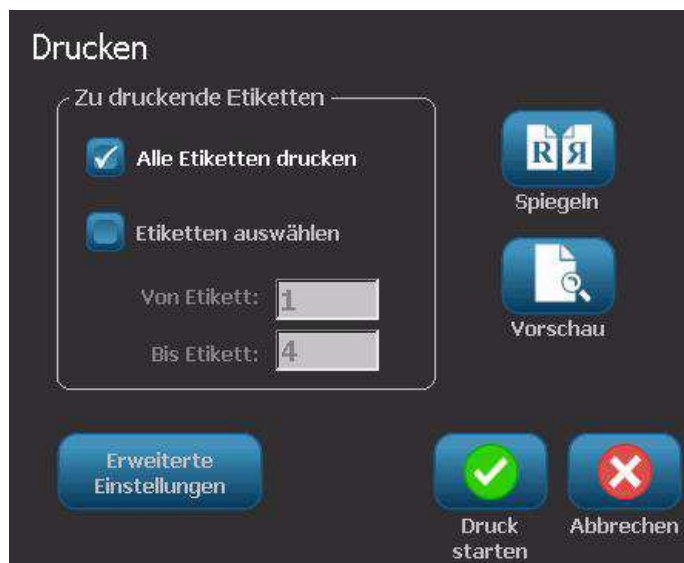 Drucken
Zu druckende Etiketten
Alle Etiketten drucken
Etiketten auswählen
Von Etikett: 1
Bis Etikett: 4
R R
Spiegeln
Vorschau
Erweiterte
Einstellungen
Druck
starten
Abbrechen